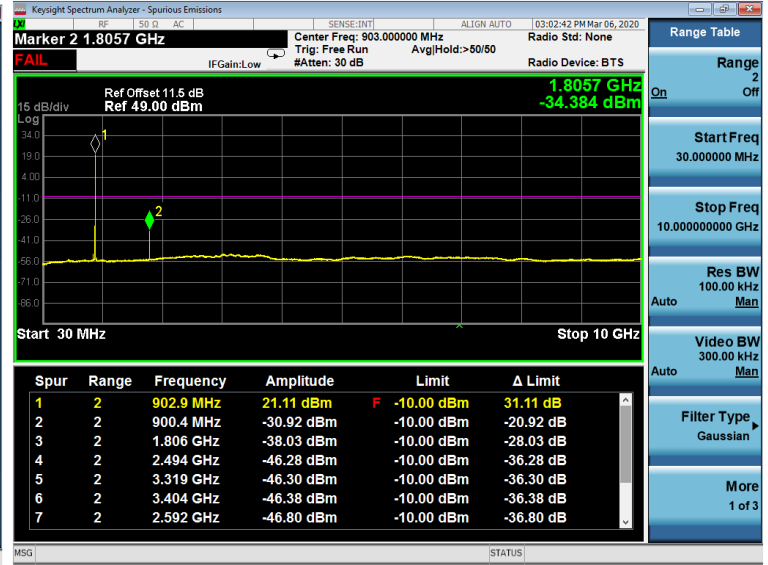 Keysight Spectrum Analyzer - Spurious Emissions
LXI RF 50 Ω AC SENSE:INT ALIGN AUTO 03:02:42 PM Mar 06, 2020
Marker 2 1.8057 GHz
Center Freq: 903.000000 MHz Radio Std: None
Trig: Free Run Avg|Hold:>50/50
FAIL IFGain:Low #Atten: 30 dB Radio Device: BTS
Ref Offset 11.5 dB 1.8057 GHz
15 dB/div Ref 49.00 dBm -34.384 dBm
Log
34.0
1
19.0
4.00
-11.0
2
-26.0
-41.0
-56.0
-71.0
-86.0
Start 30 MHz Stop 10 GHz
Spur Range Frequency Amplitude Limit Δ Limit
1 2 902.9 MHz 21.11 dBm F -10.00 dBm 31.11 dB
2 2 900.4 MHz -30.92 dBm -10.00 dBm -20.92 dB
3 2 1.806 GHz -38.03 dBm -10.00 dBm -28.03 dB
4 2 2.494 GHz -46.28 dBm -10.00 dBm -36.28 dB
5 2 3.319 GHz -46.30 dBm -10.00 dBm -36.30 dB
6 2 3.404 GHz -46.38 dBm -10.00 dBm -36.38 dB
7 2 2.592 GHz -46.80 dBm -10.00 dBm -36.80 dB
MSG STATUS
Range Table
Range
2
On Off
Start Freq
30.000000 MHz
Stop Freq
10.000000000 GHz
Res BW
100.00 kHz
Auto Man
Video BW
300.00 kHz
Auto Man
Filter Type
Gaussian
More
1 of 3